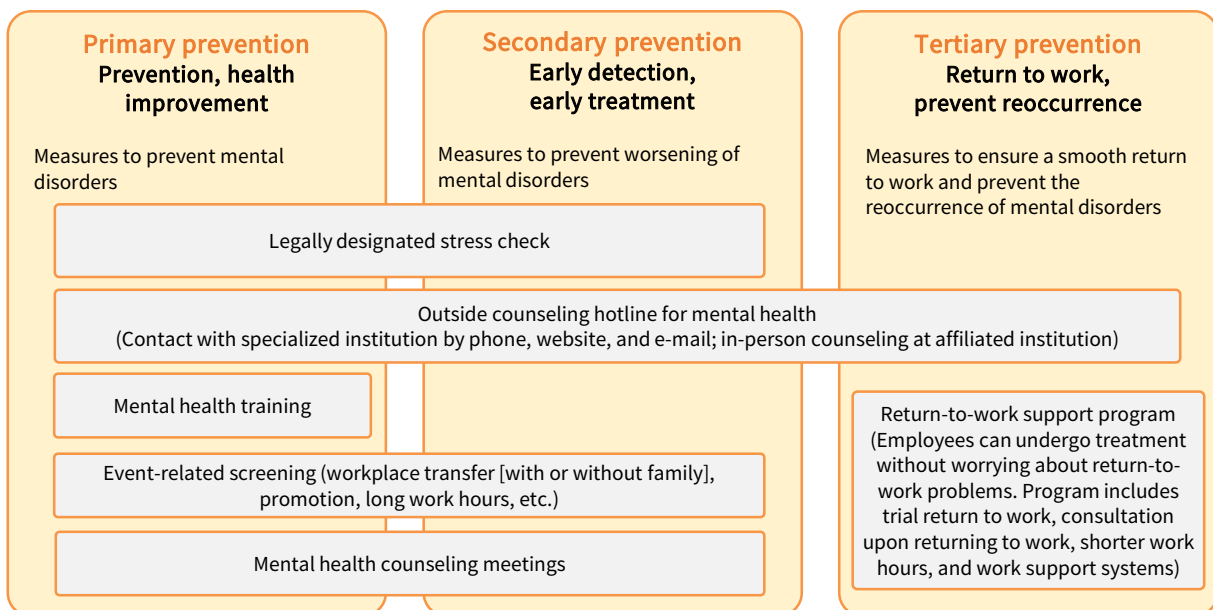 Primary prevention
Prevention, health
improvement
Measures to prevent mental
disorders
Secondary prevention
Early detection,
early treatment
Measures to prevent worsening of
mental disorders
Tertiary prevention
Return to work,
prevent reoccurrence
Measures to ensure a smooth return
to work and prevent the
reoccurrence of mental disorders
Legally designated stress check
Outside counseling hotline for mental health
(Contact with specialized institution by phone, website, and e-mail; in-person counseling at affiliated institution)
Mental health training
Event-related screening (workplace transfer [with or without family],
promotion, long work hours, etc.)
Mental health counseling meetings
Return-to-work support program
(Employees can undergo treatment
without worrying about return-to-
work problems. Program includes
trial return to work, consultation
upon returning to work, shorter work
hours, and work support systems)